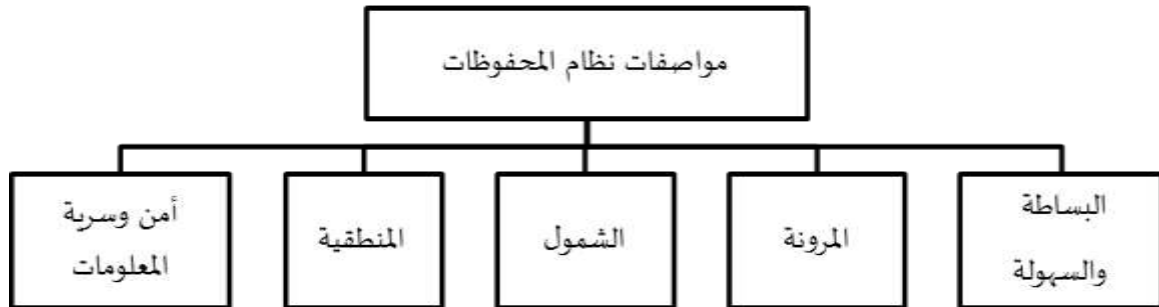 مواصفات نظام المحفوظات
البساطة
والسهولة
المرونة
الشمول
المنطقية
أمن وسرية
المعلومات